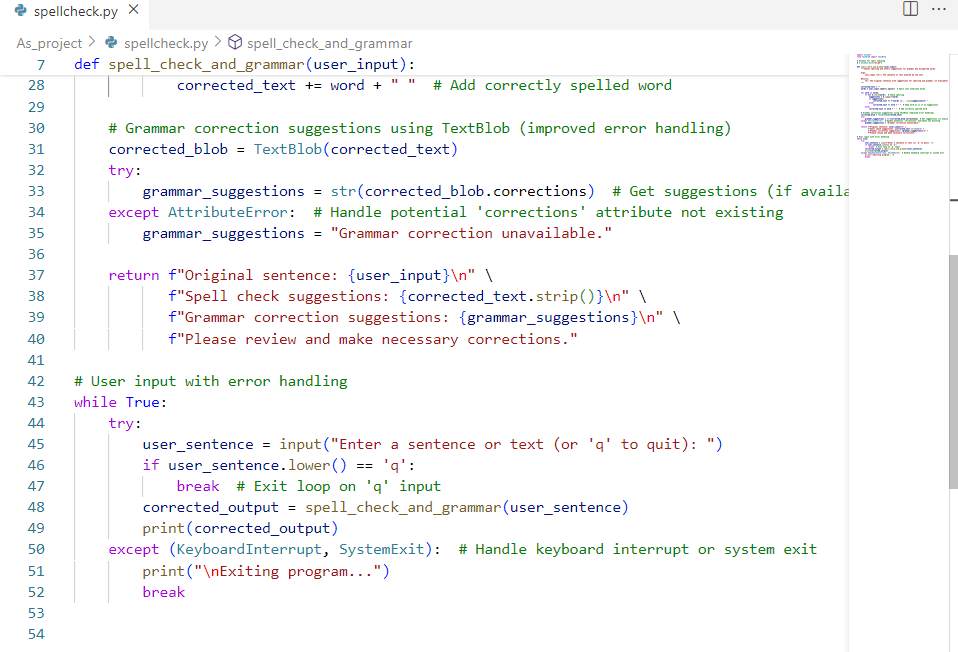 spellcheck.py
As_project > spellcheck.py > spell_check_and_grammar
7 def spell_check_and_grammar(user_input):
28 corrected_text += word + " "  # Add correctly spelled word
29
30 # Grammar correction suggestions using TextBlob (improved error handling)
31 corrected_blob = TextBlob(corrected_text)
32 try:
33 grammar_suggestions = str(corrected_blob.corrections)  # Get suggestions (if availa
34 except AttributeError:  # Handle potential 'corrections' attribute not existing
35 grammar_suggestions = "Grammar correction unavailable."
36
37 return f"Original sentence: {user_input}\n" \
38 f"Spell check suggestions: {corrected_text.strip()}\n" \
39 f"Grammar correction suggestions: {grammar_suggestions}\n" \
40 f"Please review and make necessary corrections."
41
42 # User input with error handling
43 while True:
44 try:
45 user_sentence = input("Enter a sentence or text (or 'q' to quit): ")
46 if user_sentence.lower() == 'q':
47 break  # Exit loop on 'q' input
48 corrected_output = spell_check_and_grammar(user_sentence)
49 print(corrected_output)
50 except (KeyboardInterrupt, SystemExit):  # Handle keyboard interrupt or system exit
51 print("\nExiting program...")
52 break
53
54